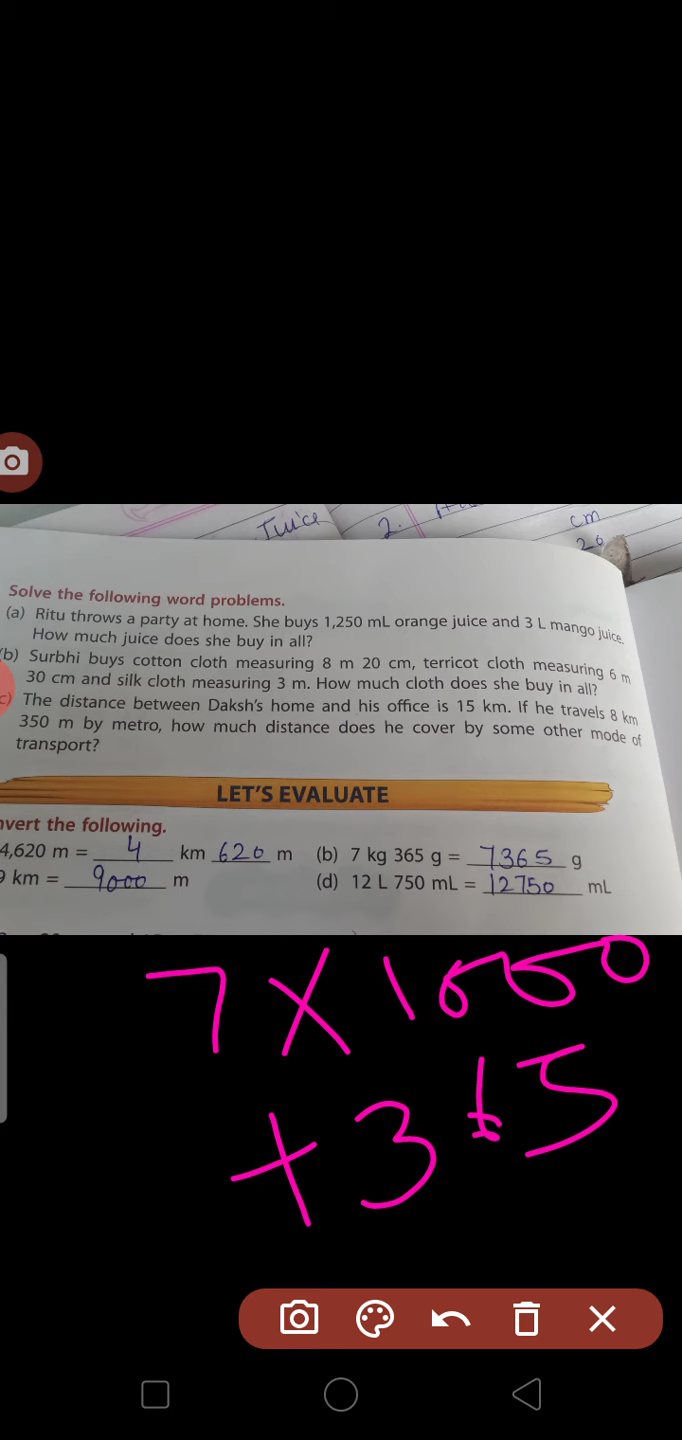 Juice 2.
cm
26
Solve the following word problems.
(a) Ritu throws a party at home. She buys 1,250 mL orange juice and 3 L mango juice.
How much juice does she buy in all?
(b) Surbhi buys cotton cloth measuring 8 m 20 cm, terricot cloth measuring 6 m
30 cm and silk cloth measuring 3 m. How much cloth does she buy in all?
c) The distance between Daksh's home and his office is 15 km. If he travels 8 km
350 m by metro, how much distance does he cover by some other mode of
transport?
LET'S EVALUATE
nvert the following.
4,620 m = 4 km 620 m (b) 7 kg 365 g = 7365 g
9 km = 9000 m (d) 12 L 750 mL = 12750 mL
7 X 1000
+ 365